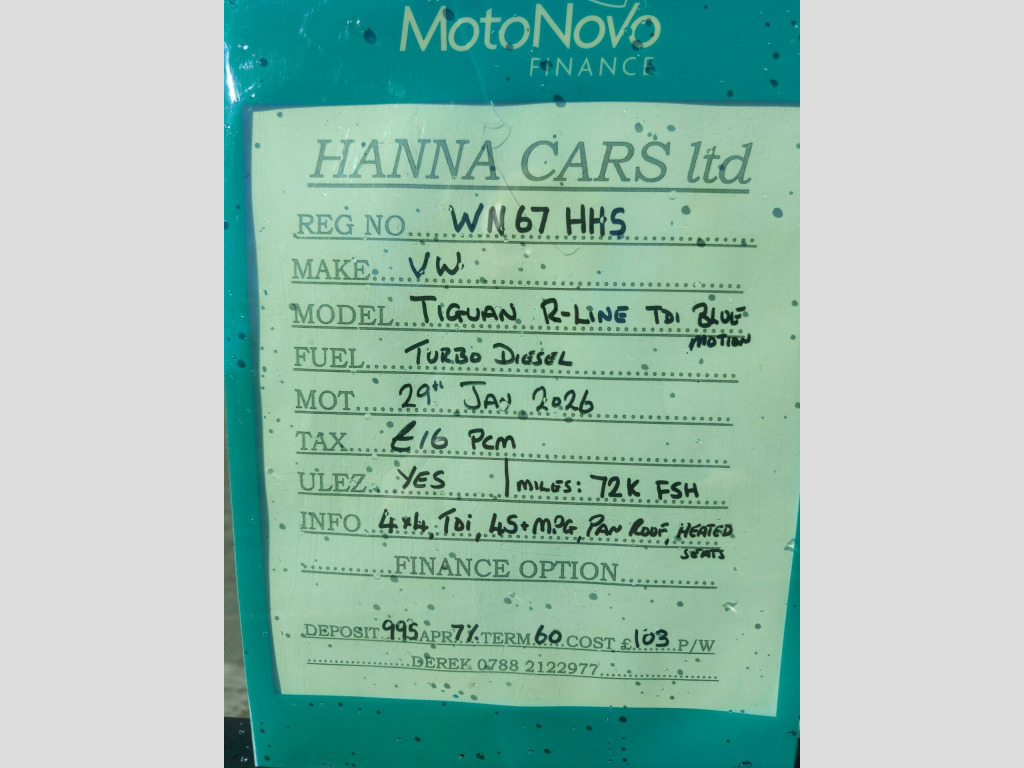 MotoNovo
FINANCE
HANNA CARS ltd
REG NO....WN67 HHS
MAKE....VW
MODEL..TIGUAN R-LINE TDI BLUE
MOTION
FUEL....TURBO DIESEL
MOT....29th JAN 2026
TAX....£16 PCM
ULEZ..YES | MILES: 72K FSH
INFO..4x4, TDi, 45+MPG, PAN ROOF, HEATED
SEATS
..........FINANCE OPTION..........
DEPOSIT.995 APR 7% TERM 60 COST £103 P/W
..........DEREK 0788 2122977..........